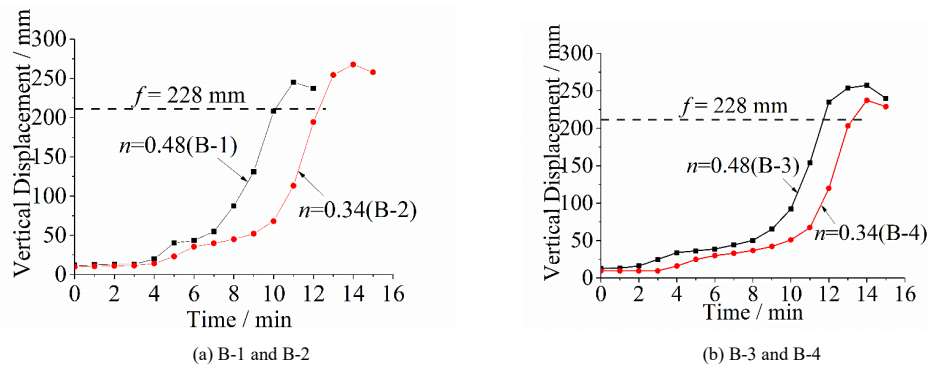 300
250
200
150
100
50
0
Vertical Displacement / mm
f = 228 mm
n=0.48(B-1)
n=0.34(B-2)
0 2 4 6 8 10 12 14 16
Time / min
(a) B-1 and B-2
300
250
200
150
100
50
0
Vertical Displacement / mm
f = 228 mm
n=0.48(B-3)
n=0.34(B-4)
0 2 4 6 8 10 12 14 16
Time / min
(b) B-3 and B-4